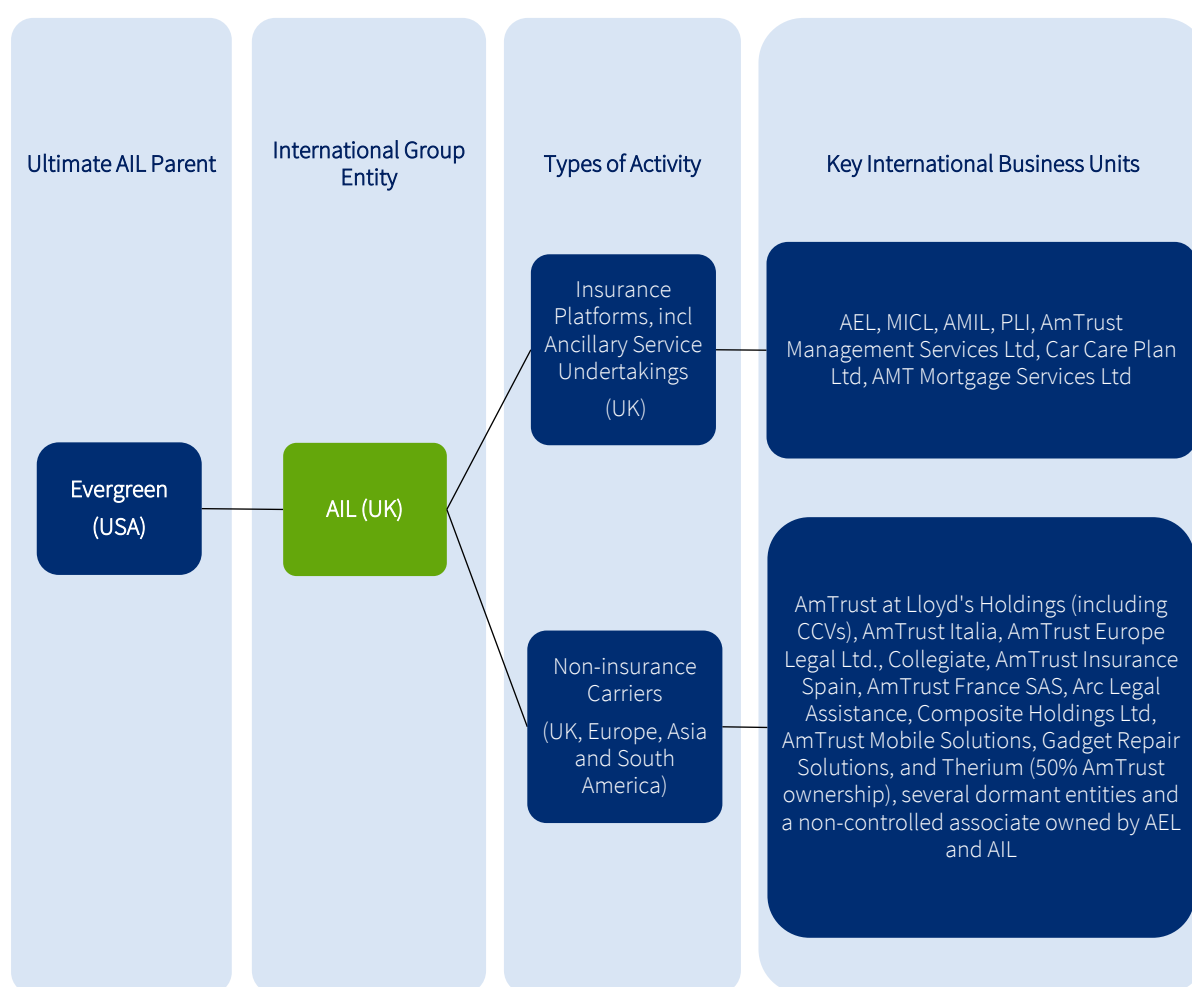 Ultimate AIL Parent
International Group
Entity
Types of Activity
Key International Business Units
Evergreen
(USA)
AIL (UK)
Insurance
Platforms, incl
Ancillary Service
Undertakings
(UK)
AEL, MICL, AMIL, PLI, AmTrust
Management Services Ltd, Car Care Plan
Ltd, AMT Mortgage Services Ltd
Non-insurance
Carriers
(UK, Europe, Asia
and South
America)
AmTrust at Lloyd's Holdings (including
CCVs), AmTrust Italia, AmTrust Europe
Legal Ltd., Collegiate, AmTrust Insurance
Spain, AmTrust France SAS, Arc Legal
Assistance, Composite Holdings Ltd,
AmTrust Mobile Solutions, Gadget Repair
Solutions, and Therium (50% AmTrust
ownership), several dormant entities and
a non-controlled associate owned by AEL
and AIL